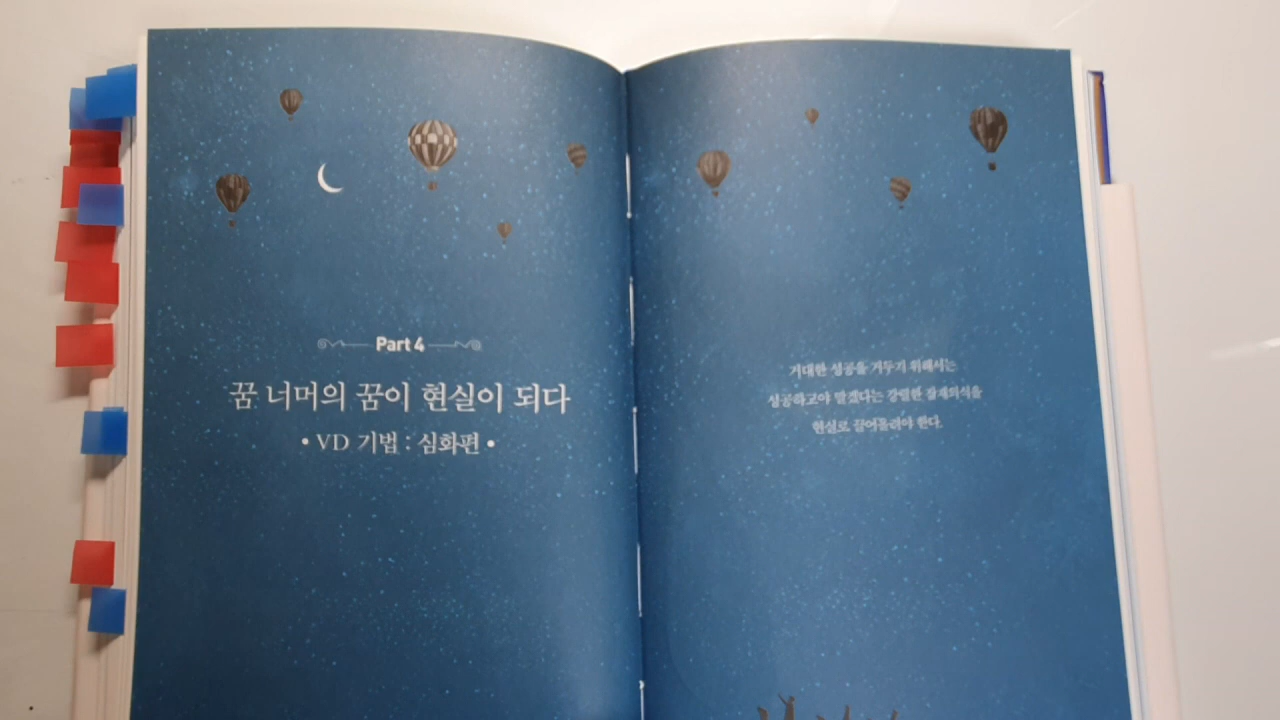 Part 4
꿈 너머의 꿈이 현실이 되다
• VD 기법 : 심화편 •
거대한 성공을 거두기 위해서는
성공하고야 말겠다는 강렬한 잠재의식을
현실로 끌어올려야 한다.